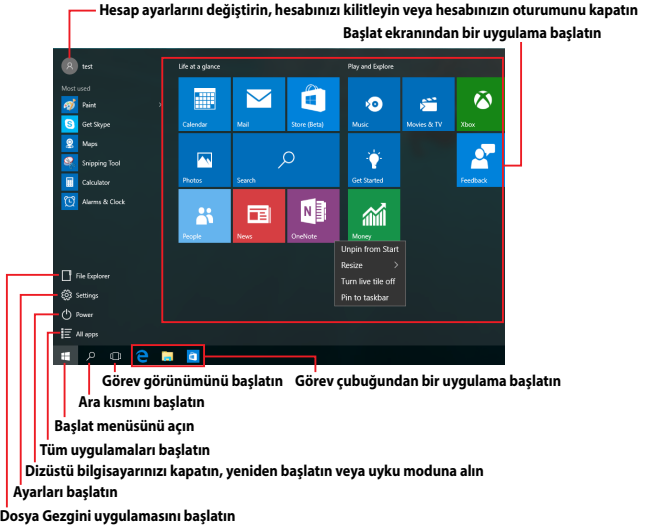 Hesap ayarlarını değiştirin, hesabınızı kilitleyin veya hesabınızın oturumunu kapatın
Başlat ekranından bir uygulama başlatın
test
Life at a glance
Play and Explore
Most used
Paint
Get Skype
Maps
Snipping Tool
Calculator
Alarms & Clock
Calendar
Mail
Store (Beta)
Music
Movies & TV
Xbox
Photos
Search
Get Started
Feedback
People
News
OneNote
Money
Unpin from Start
Resize
Turn live tile off
Pin to taskbar
File Explorer
Settings
Power
All apps
Görev görünümünü başlatın
Görev çubuğundan bir uygulama başlatın
Ara kısmını başlatın
Başlat menüsünü açın
Tüm uygulamaları başlatın
Dizüstü bilgisayarınızı kapatın, yeniden başlatın veya uyku moduna alın
Ayarları başlatın
Dosya Gezgini uygulamasını başlatın